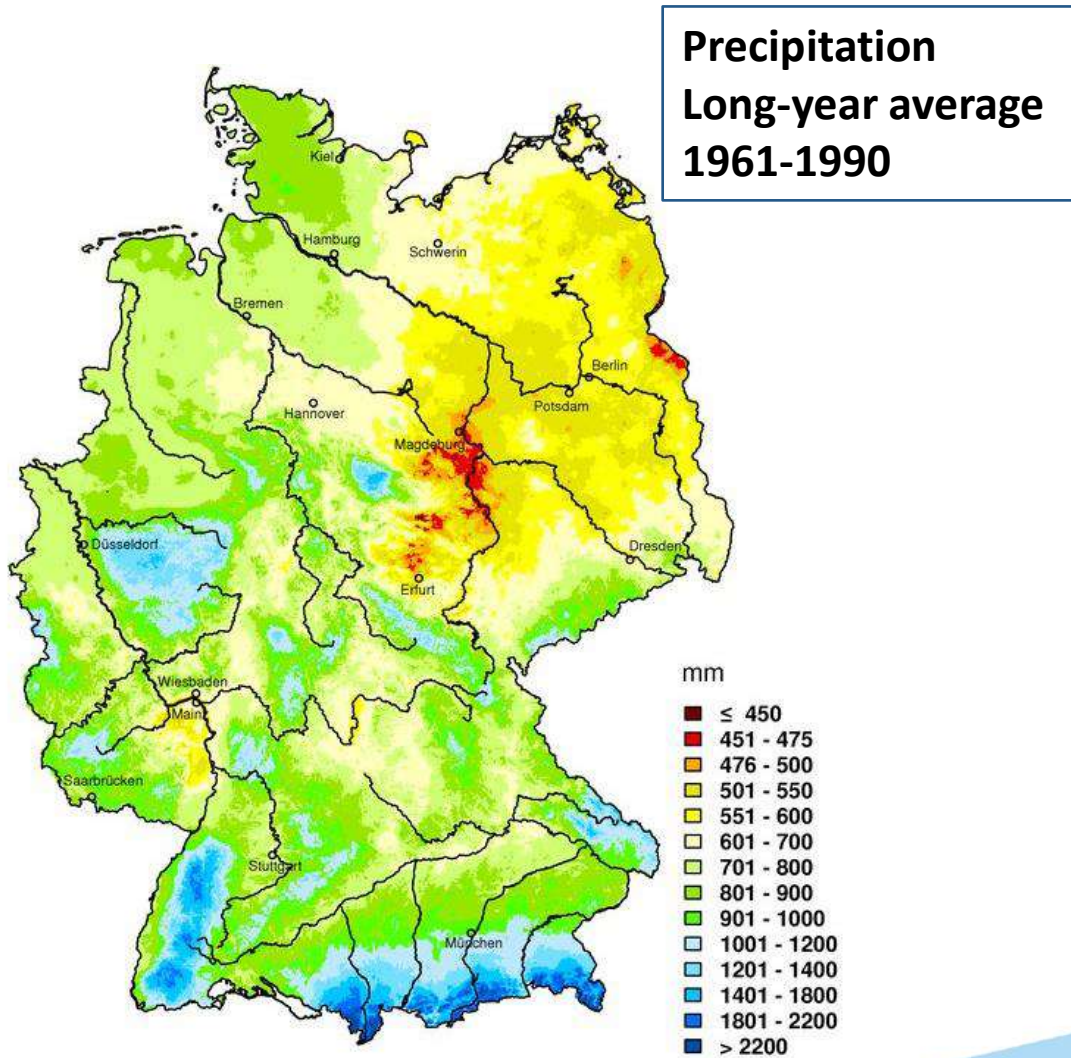 Precipitation
Long-year average
1961-1990
Kiel
Hamburg
Schwerin
Bremen
Berlin
Hannover
Potsdam
Magdeburg
Düsseldorf
Dresden
Erfurt
Wiesbaden
Main
Saarbrücken
Stuttgart
München
mm
≤ 450
451 - 475
476 - 500
501 - 550
551 - 600
601 - 700
701 - 800
801 - 900
901 - 1000
1001 - 1200
1201 - 1400
1401 - 1800
1801 - 2200
> 2200